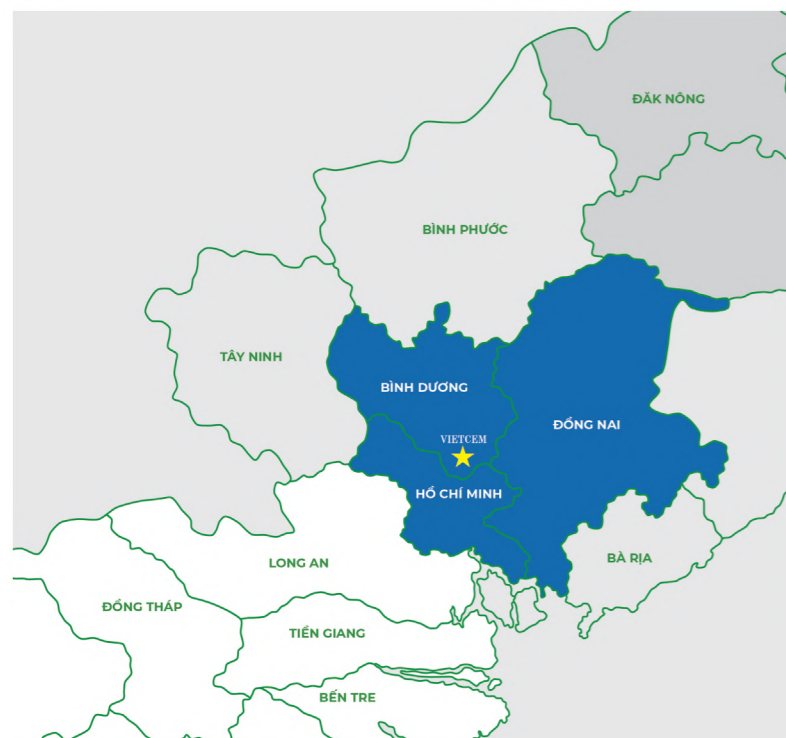 ĐĂK NÔNG
BÌNH PHƯỚC
TÂY NINH
BÌNH DƯƠNG
ĐỒNG NAI
VIETCEM
HỒ CHÍ MINH
BÀ RỊA
LONG AN
ĐỒNG THÁP
TIỀN GIANG
BẾN TRE